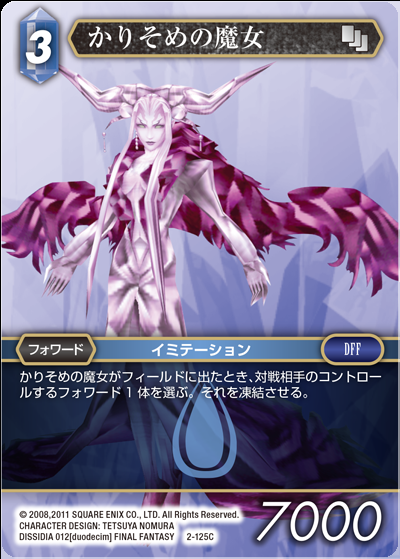 3
かりそめの魔女
フォワード
イミテーション
DFF
かりそめの魔女がフィールドに出たとき、対戦相手のコントロー
ルするフォワード 1 体を選ぶ。それを凍結させる。
© 2008,2011 SQUARE ENIX CO., LTD. All Rights Reserved.
CHARACTER DESIGN: TETSUYA NOMURA
DISSIDIA 012[duodecim] FINAL FANTASY 2-125C
7000